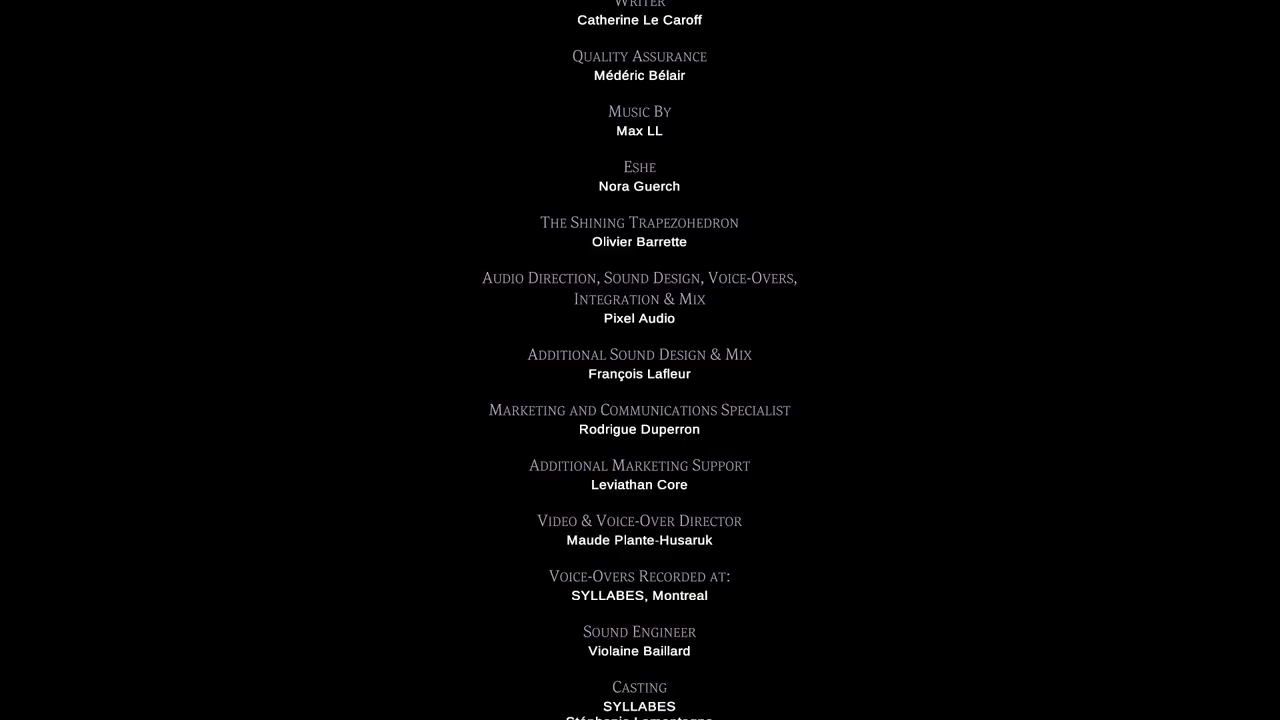 Writer
Catherine Le Caroff
Quality Assurance
Médéric Bélair
Music By
Max LL
Eshe
Nora Guerch
The Shining Trapezohedron
Olivier Barrette
Audio Direction, Sound Design, Voice-Overs,
Integration & Mix
Pixel Audio
Additional Sound Design & Mix
François Lafleur
Marketing and Communications Specialist
Rodrigue Duperron
Additional Marketing Support
Leviathan Core
Video & Voice-Over Director
Maude Plante-Husaruk
Voice-Overs Recorded at:
SYLLABES, Montreal
Sound Engineer
Violaine Baillard
Casting
SYLLABES